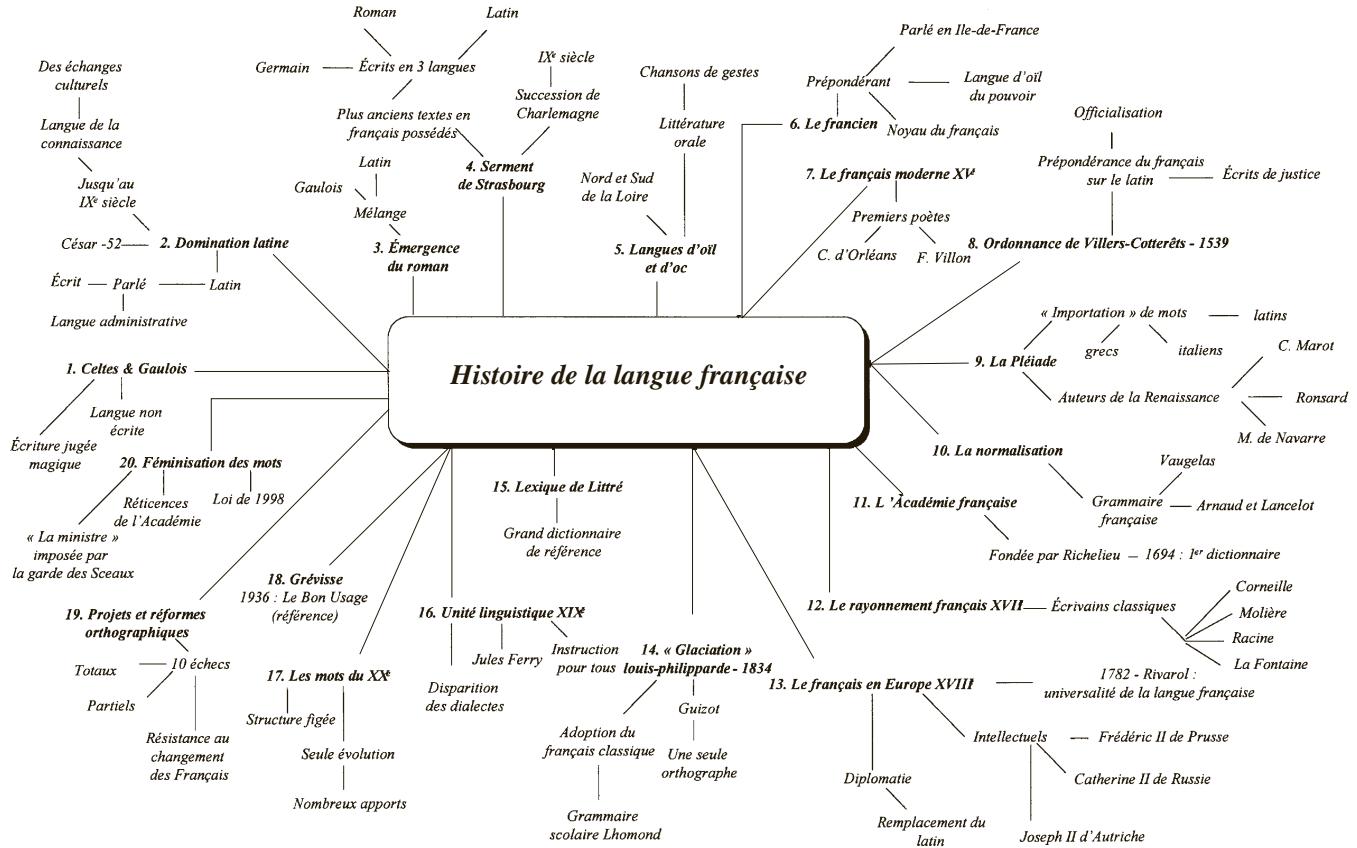 Histoire de la langue française
1. Celtes & Gaulois
Langue non
écrite
Écriture jugée
magique
2. Domination latine
César -52
Jusqu'au
IXe siècle
Langue de la
connaissance
Des échanges
culturels
Latin
Parlé
Écrit
Langue administrative
3. Émergence
du roman
Mélange
Gaulois
Latin
4. Serment
de Strasbourg
Plus anciens textes en
français possédés
Écrits en 3 langues
Germain
Roman
Latin
Succession de
Charlemagne
IXe siècle
5. Langues d'oïl
et d'oc
Nord et Sud
de la Loire
Littérature
orale
Chansons de gestes
6. Le francien
Prépondérant
Parlé en Ile-de-France
Langue d'oïl
du pouvoir
Noyau du français
7. Le français moderne XVe
Premiers poètes
C. d'Orléans
F. Villon
8. Ordonnance de Villers-Cotterêts - 1539
Prépondérance du français
sur le latin
Officialisation
Écrits de justice
9. La Pléiade
« Importation » de mots
latins
grecs
italiens
Auteurs de la Renaissance
C. Marot
Ronsard
M. de Navarre
10. La normalisation
Grammaire
française
Vaugelas
Arnaud et Lancelot
11. L 'Académie française
Fondée par Richelieu – 1694 : 1er dictionnaire
12. Le rayonnement français XVIIe
Écrivains classiques
Corneille
Molière
Racine
La Fontaine
13. Le français en Europe XVIIIe
1782 - Rivarol :
universalité de la langue française
Intellectuels
Frédéric II de Prusse
Catherine II de Russie
Joseph II d'Autriche
Diplomatie
Remplacement du
latin
14. « Glaciation »
louis-philipparde - 1834
Guizot
Une seule
orthographe
Adoption du
français classique
Grammaire
scolaire Lhomond
15. Lexique de Littré
Grand dictionnaire
de référence
16. Unité linguistique XIXe
Jules Ferry
Instruction
pour tous
Disparition
des dialectes
17. Les mots du XXe
Structure figée
Seule évolution
Nombreux apports
18. Grévisse
1936 : Le Bon Usage
(référence)
19. Projets et réformes
orthographiques
10 échecs
Totaux
Partiels
Résistance au
changement
des Français
20. Féminisation des mots
Réticences
de l'Académie
Loi de 1998
« La ministre »
imposée par
la garde des Sceaux